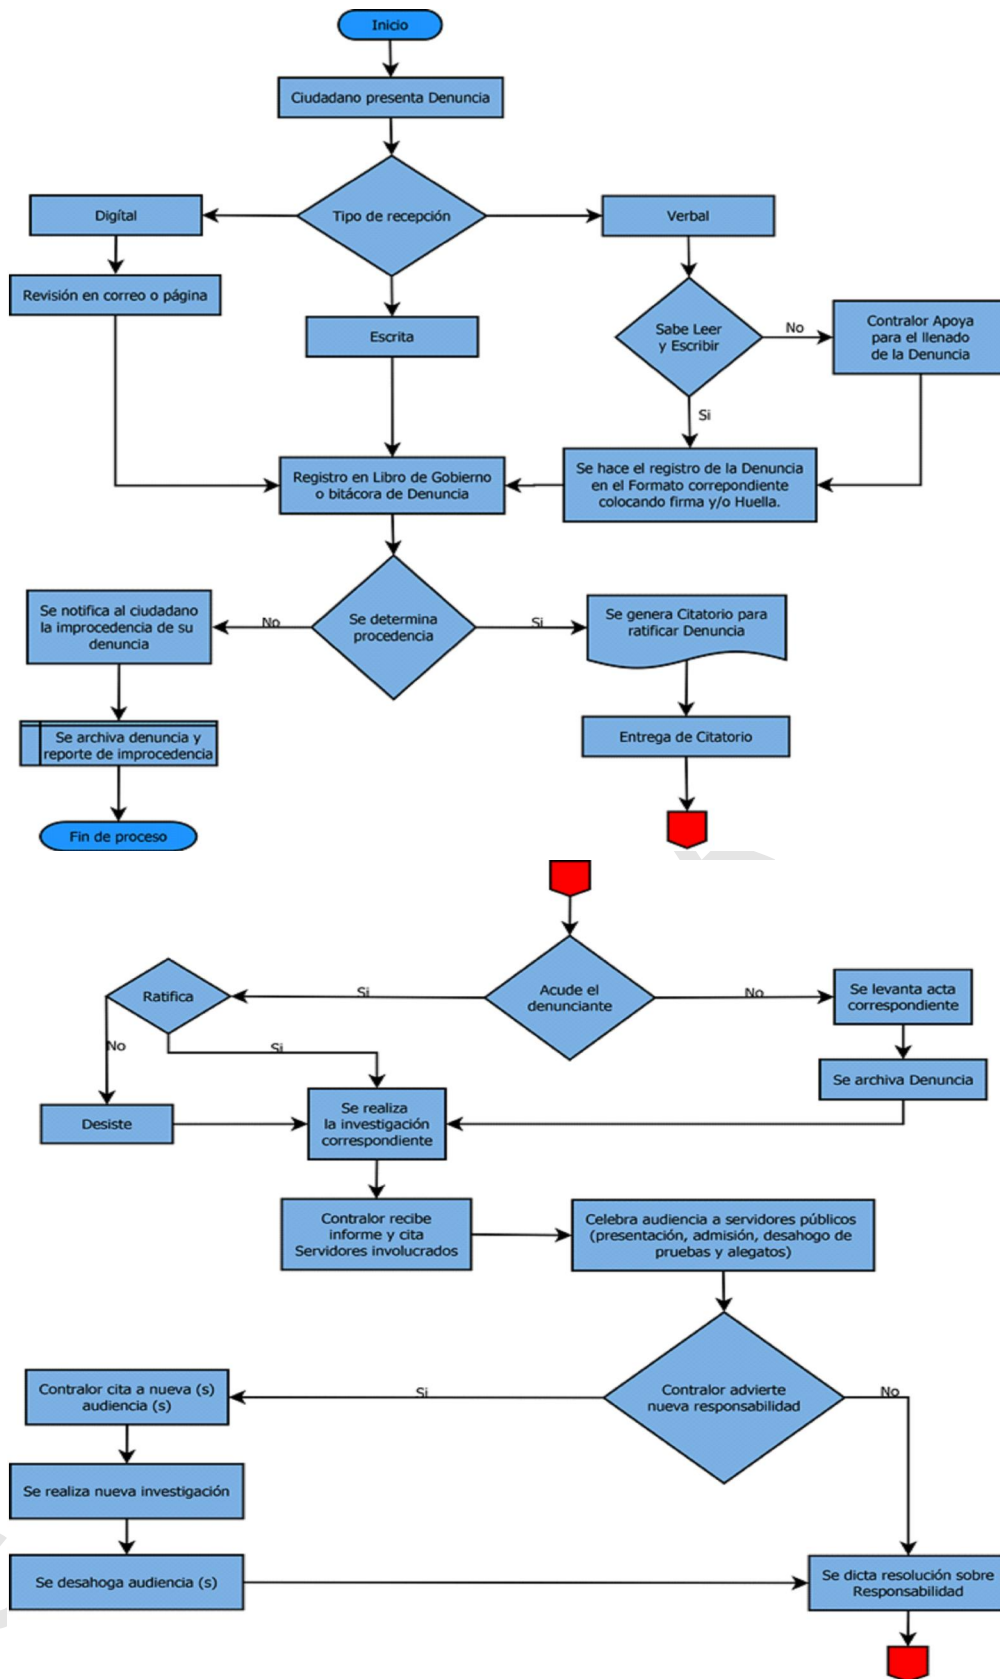 Inicio
Ciudadano presenta Denuncia
Tipo de recepción
Digítal
Verbal
Revisión en correo o página
Escrita
Sabe Leer
y Escribir
No
Contralor Apoya
para el llenado
de la Denuncia
Si
Registro en Libro de Gobierno
o bitácora de Denuncia
Se hace el registro de la Denuncia
en el Formato correpondiente
colocando firma y/o Huella.
Se notifica al ciudadano
la improcedencia de su
denuncia
No
Se determina
procedencia
Si
Se genera Citatorio para
ratificar Denuncia
Se archiva denuncia y
reporte de improcedencia
Entrega de Citatorio
Fin de proceso
Ratifica
Si
Acude el
denunciante
No
Se levanta acta
correspondiente
No
Si
Se archiva Denuncia
Desiste
Se realiza
la investigación
correspondiente
Contralor recibe
informe y cita
Servidores involucrados
Celebra audiencia a servidores públicos
(presentación, admisión, desahogo de
pruebas y alegatos)
Contralor cita a nueva (s)
audiencia (s)
Si
Contralor advierte
nueva responsabilidad
No
Se realiza nueva investigación
Se desahoga audiencia (s)
Se dicta resolución sobre
Responsabilidad